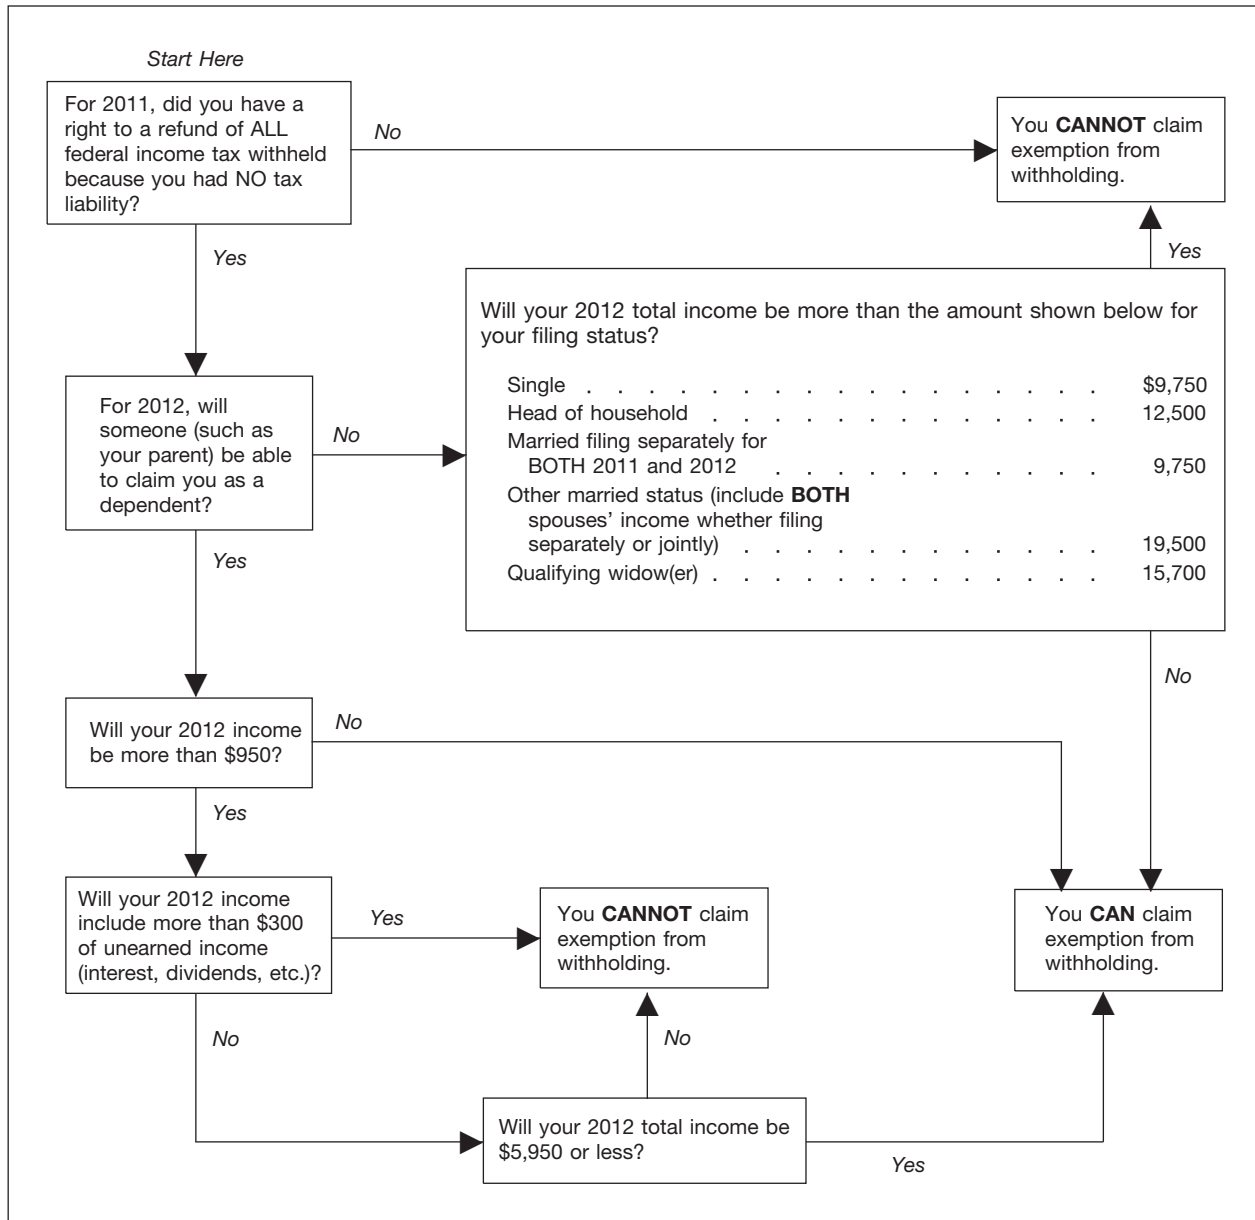 Start Here
For 2011, did you have a
right to a refund of ALL
federal income tax withheld
because you had NO tax
liability?
No
You CANNOT claim
exemption from
withholding.
Yes
Yes
Will your 2012 total income be more than the amount shown below for
your filing status?
Single . . . . . . . . . . . . . . . . . $9,750
Head of household . . . . . . . . . . . . . 12,500
Married filing separately for
BOTH 2011 and 2012 . . . . . . . . . . . 9,750
Other married status (include BOTH
spouses’ income whether filing
separately or jointly) . . . . . . . . . . . . 19,500
Qualifying widow(er) . . . . . . . . . . . . . 15,700
For 2012, will
someone (such as
your parent) be able
to claim you as a
dependent?
No
Yes
No
Will your 2012 income
be more than $950?
No
Yes
Will your 2012 income
include more than $300
of unearned income
(interest, dividends, etc.)?
Yes
You CANNOT claim
exemption from
withholding.
You CAN claim
exemption from
withholding.
No
No
Will your 2012 total income be
$5,950 or less?
Yes